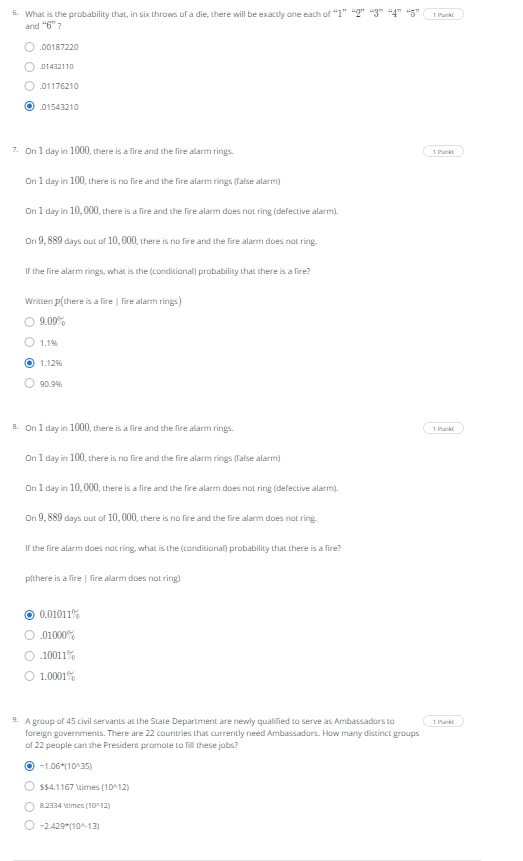 6. What is the probability that, in six throws of a die, there will be exactly one each of “1” “2” “3” “4” “5” 1 Punkt
and “6” ?
.00187220
.01432110
.01176210
.01543210
7. On 1 day in 1000, there is a fire and the fire alarm rings. 1 Punkt
On 1 day in 100, there is no fire and the fire alarm rings (false alarm)
On 1 day in 10,000, there is a fire and the fire alarm does not ring (defective alarm).
On 9,889 days out of 10,000, there is no fire and the fire alarm does not ring.
If the fire alarm rings, what is the (conditional) probability that there is a fire?
Written p(there is a fire | fire alarm rings)
9.09%
1.1%
1.12%
90.9%
8. On 1 day in 1000, there is a fire and the fire alarm rings. 1 Punkt
On 1 day in 100, there is no fire and the fire alarm rings (false alarm)
On 1 day in 10,000, there is a fire and the fire alarm does not ring (defective alarm).
On 9,889 days out of 10,000, there is no fire and the fire alarm does not ring.
If the fire alarm does not ring, what is the (conditional) probability that there is a fire?
p(there is a fire | fire alarm does not ring)
0.01011%
.01000%
.10011%
1.0001%
9. A group of 45 civil servants at the State Department are newly qualified to serve as Ambassadors to 1 Punkt
foreign governments. There are 22 countries that currently need Ambassadors. How many distinct groups
of 22 people can the President promote to fill these jobs?
~1.06*(10^35)
$$4.1167 \times (10^12)
8.2334 \times (10^12)
~2.429*(10^-13)